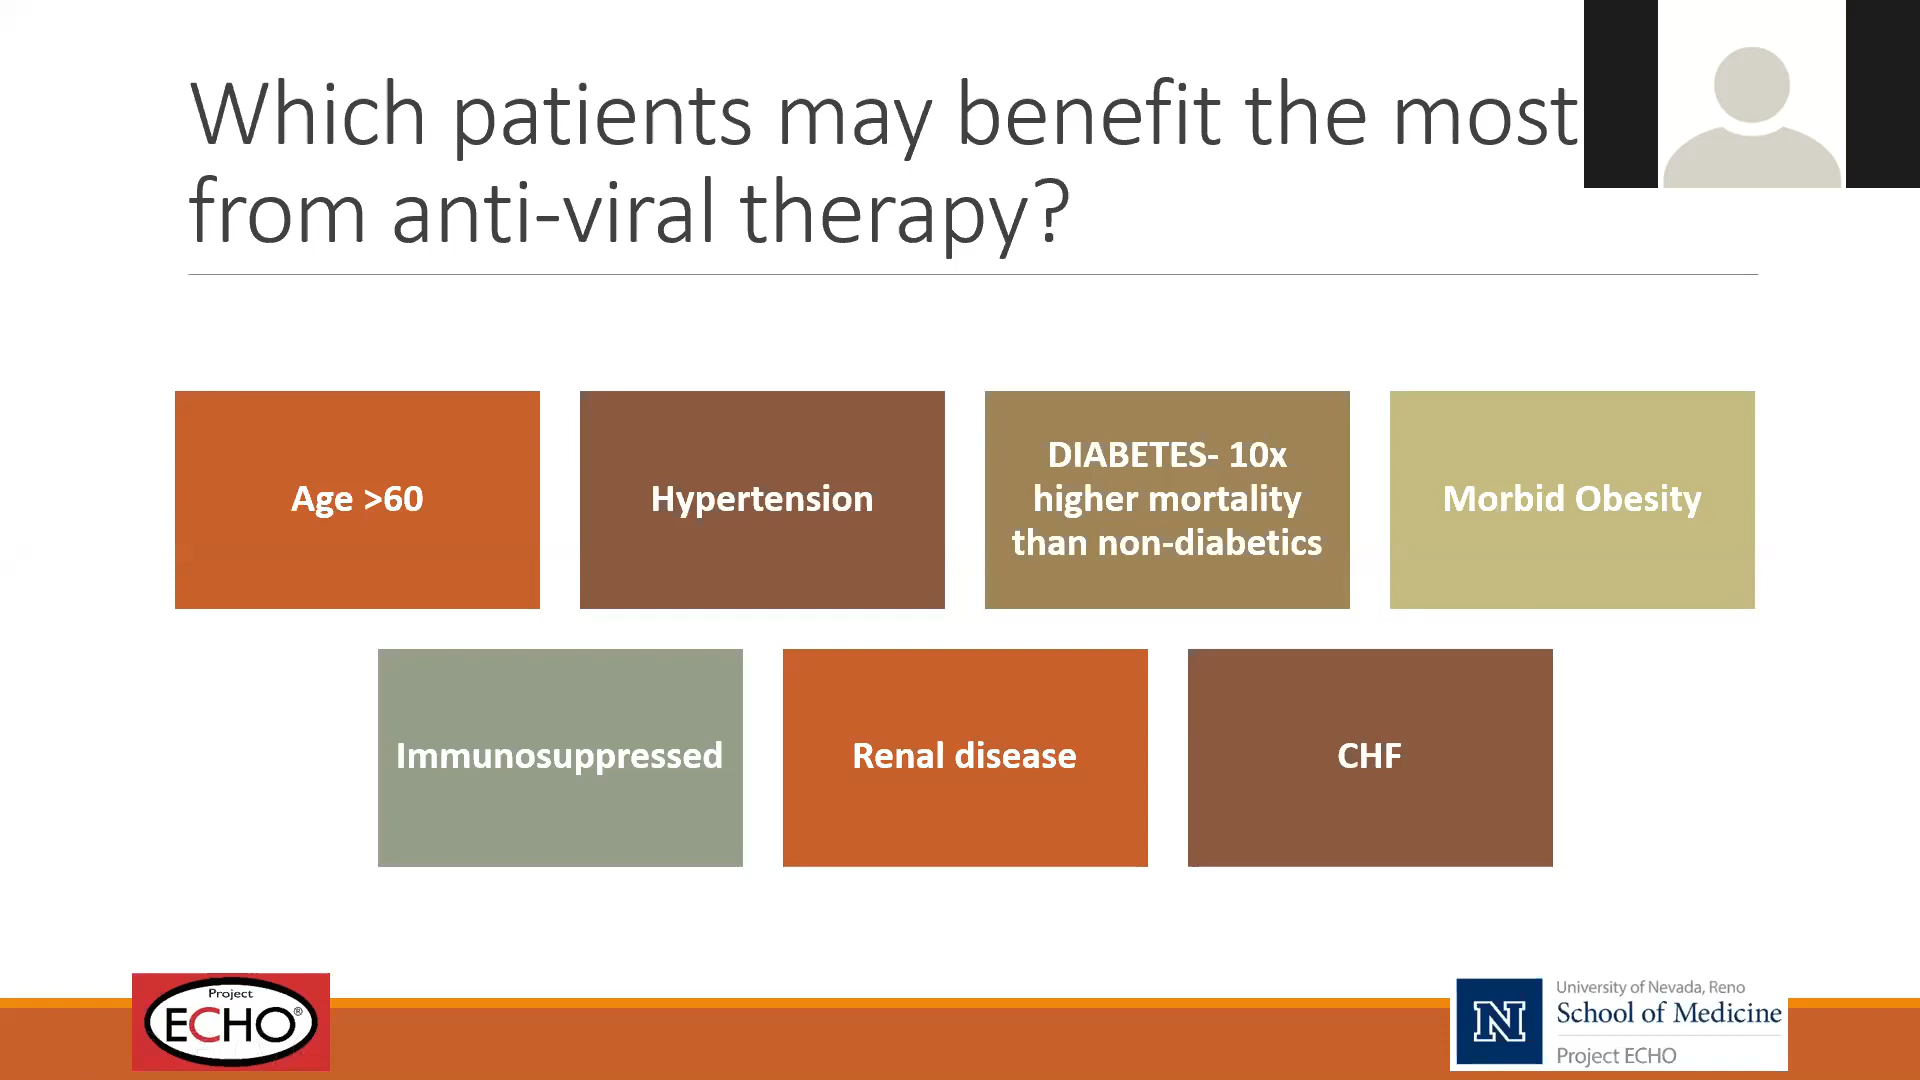 Which patients may benefit the most
from anti-viral therapy?
Age >60
Hypertension
DIABETES- 10x
higher mortality
than non-diabetics
Morbid Obesity
Immunosuppressed
Renal disease
CHF
Project
ECHO®
N
University of Nevada, Reno
School of Medicine
Project ECHO